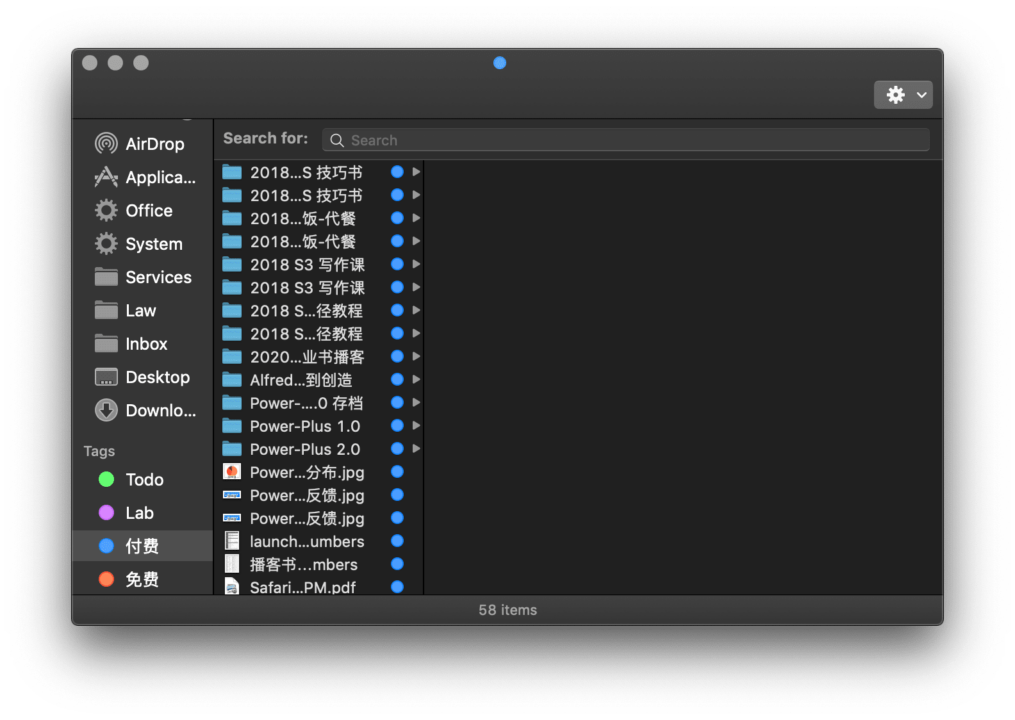 Search for:
Search
AirDrop
Applica...
Office
System
Services
Law
Inbox
Desktop
Downlo...
Tags
Todo
Lab
付费
免费
2018...S 技巧书
2018...S 技巧书
2018...饭-代餐
2018...饭-代餐
2018 S3 写作课
2018 S3 写作课
2018 S...径教程
2018 S...径教程
2020...业书播客
Alfred...到创造
Power-....0 存档
Power-Plus 1.0
Power-Plus 2.0
Power...分布.jpg
Power...反馈.jpg
Power...反馈.jpg
launch...umbers
播客书...mbers
Safari...PM.pdf
58 items